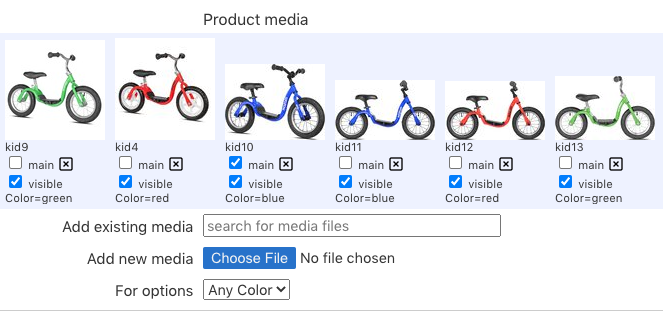 Product media
kid9 kid4 kid10 kid11 kid12 kid13
main main main main main main
visible visible visible visible visible visible
Color=green Color=red Color=blue Color=blue Color=red Color=green
Add existing media search for media files
Add new media Choose File No file chosen
For options Any Color